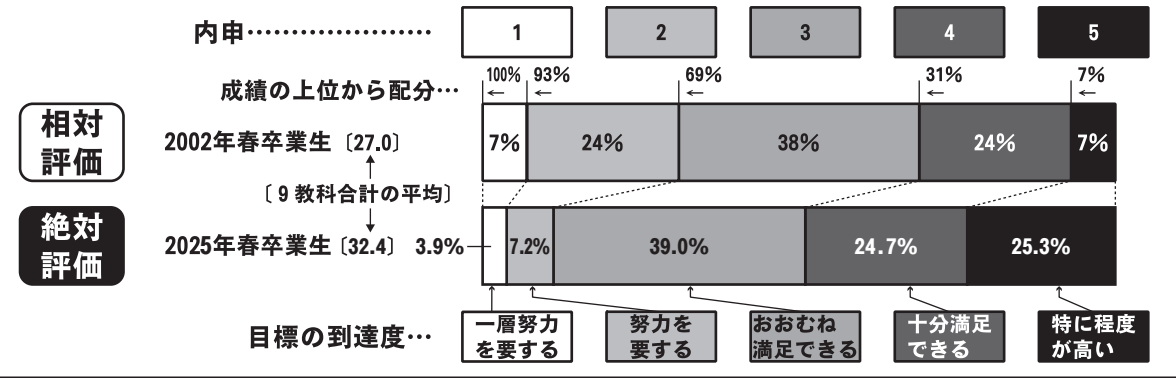 内申…………………
1
2
3
4
5
成績の上位から配分…
100%
93%
69%
31%
7%
←
←
←
←
←
相対
評価
2002年春卒業生〔27.0〕
7%
24%
38%
24%
7%
〔9教科合計の平均〕
絶対
評価
2025年春卒業生〔32.4〕
3.9%
7.2%
39.0%
24.7%
25.3%
目標の到達度…
一層努力
を要する
努力を
要する
おおむね
満足できる
十分満足
できる
特に程度
が高い